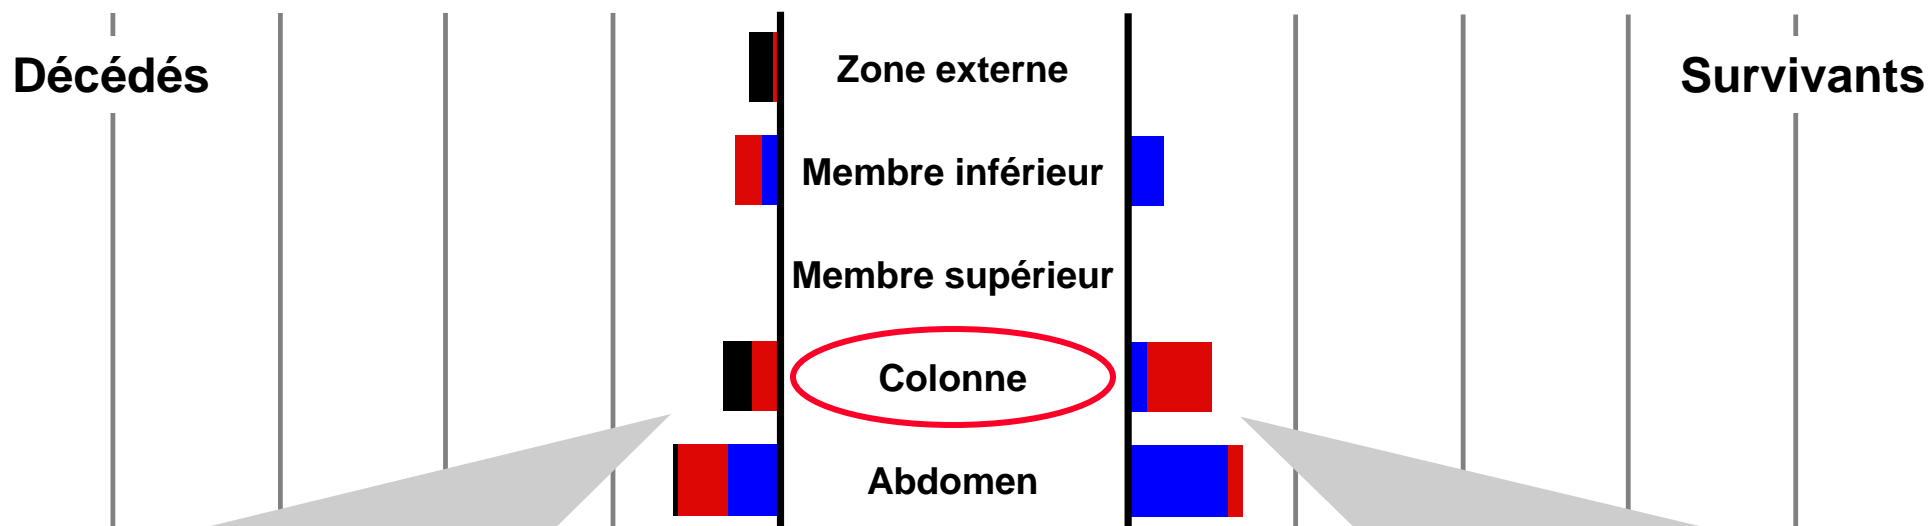 Décédés
Zone externe
Survivants
Membre inférieur
Membre supérieur
Colonne
Abdomen